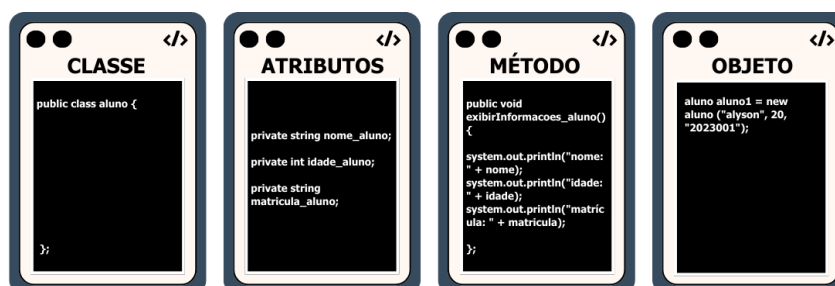 </>
CLASSE
public class aluno {
};
</>
ATRIBUTOS
private string nome_aluno;
private int idade_aluno;
private string
matricula_aluno;
</>
MÉTODO
public void
exibirInformacoes_aluno()
{
system.out.println("nome:
" + nome);
system.out.println("idade:
" + idade);
system.out.println("matríc
ula: " + matricula);
};
</>
OBJETO
aluno aluno1 = new
aluno ("alyson", 20,
"2023001");